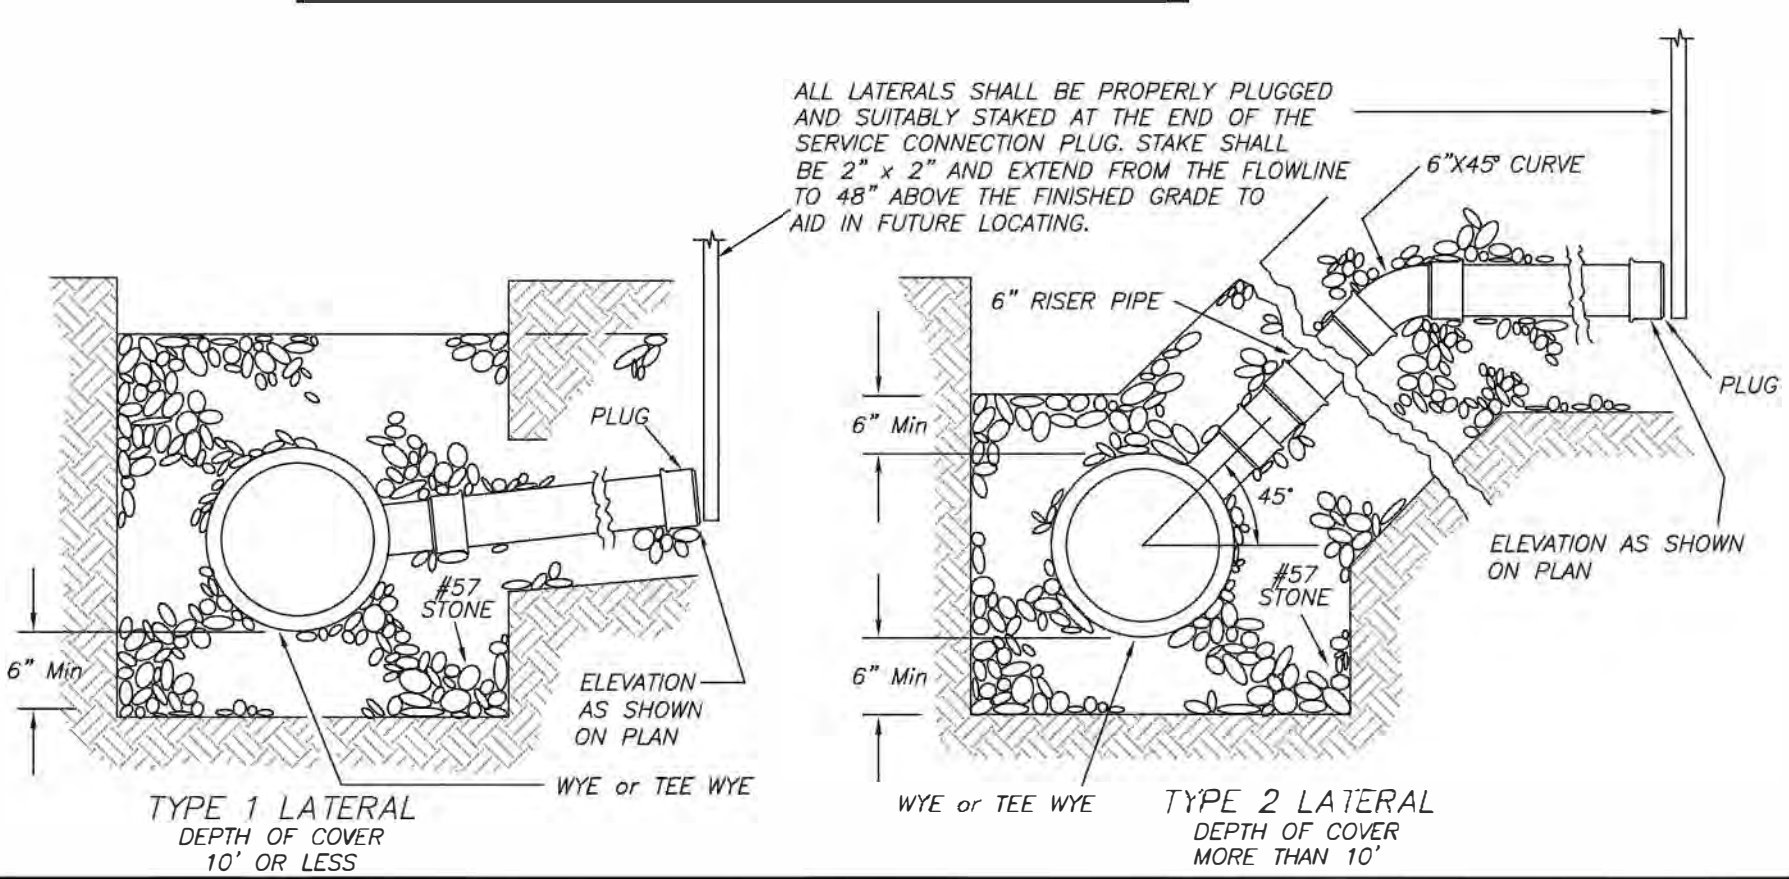 ALL LATERALS SHALL BE PROPERLY PLUGGED
AND SUITABLY STAKED AT THE END OF THE
SERVICE CONNECTION PLUG. STAKE SHALL
BE 2" x 2" AND EXTEND FROM THE FLOWLINE
TO 48" ABOVE THE FINISHED GRADE TO
AID IN FUTURE LOCATING.
PLUG
#57
STONE
6" Min
ELEVATION
AS SHOWN
ON PLAN
WYE or TEE WYE
TYPE 1 LATERAL
DEPTH OF COVER
10' OR LESS
6"X45° CURVE
6" RISER PIPE
PLUG
6" Min
45°
ELEVATION AS SHOWN
ON PLAN
#57
STONE
6" Min
WYE or TEE WYE
TYPE 2 LATERAL
DEPTH OF COVER
MORE THAN 10'